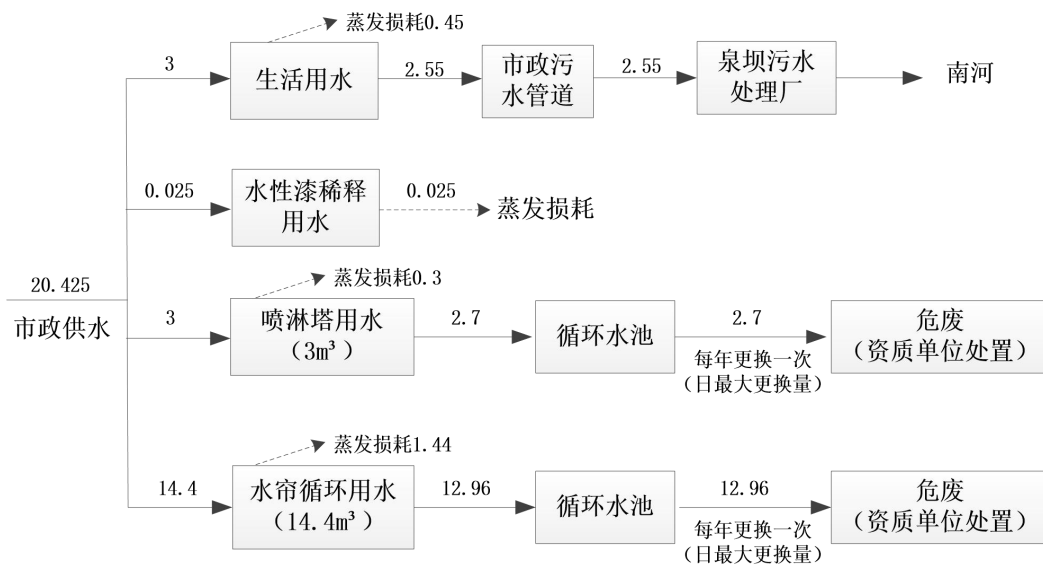 蒸发损耗0.45
3
生活用水
2.55
市政污
水管道
2.55
泉坝污水
处理厂
南河
0.025
水性漆稀释
用水
0.025
蒸发损耗
20.425
市政供水
蒸发损耗0.3
3
喷淋塔用水
（3m³）
2.7
循环水池
2.7
每年更换一次
（日最大更换量）
危废
（资质单位处置）
蒸发损耗1.44
14.4
水帘循环用水
（14.4m³）
12.96
循环水池
12.96
每年更换一次
（日最大更换量）
危废
（资质单位处置）